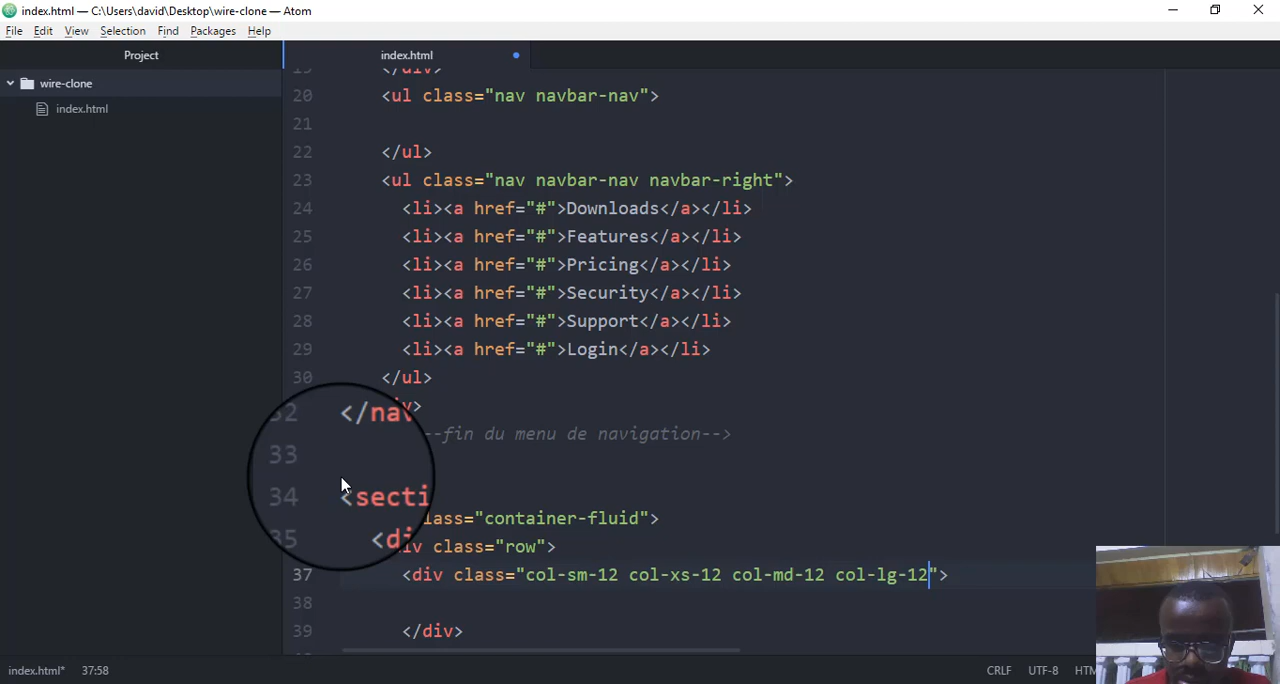 index.html — C:\Users\david\Desktop\wire-clone — Atom
File Edit View Selection Find Packages Help
Project
index.html
wire-clone
index.html
</div>
20 <ul class="nav navbar-nav">
21
22 </ul>
23 <ul class="nav navbar-nav navbar-right">
24 <li><a href="#">Downloads</a></li>
25 <li><a href="#">Features</a></li>
26 <li><a href="#">Pricing</a></li>
27 <li><a href="#">Security</a></li>
28 <li><a href="#">Support</a></li>
29 <li><a href="#">Login</a></li>
30 </ul>
32 </nav
--fin du menu de navigation-->
33
34 <secti
lass="container-fluid">
35 <div class="row">
37 <div class="col-sm-12 col-xs-12 col-md-12 col-lg-12">
38
39 </div>
index.html* 37:58 CRLF UTF-8